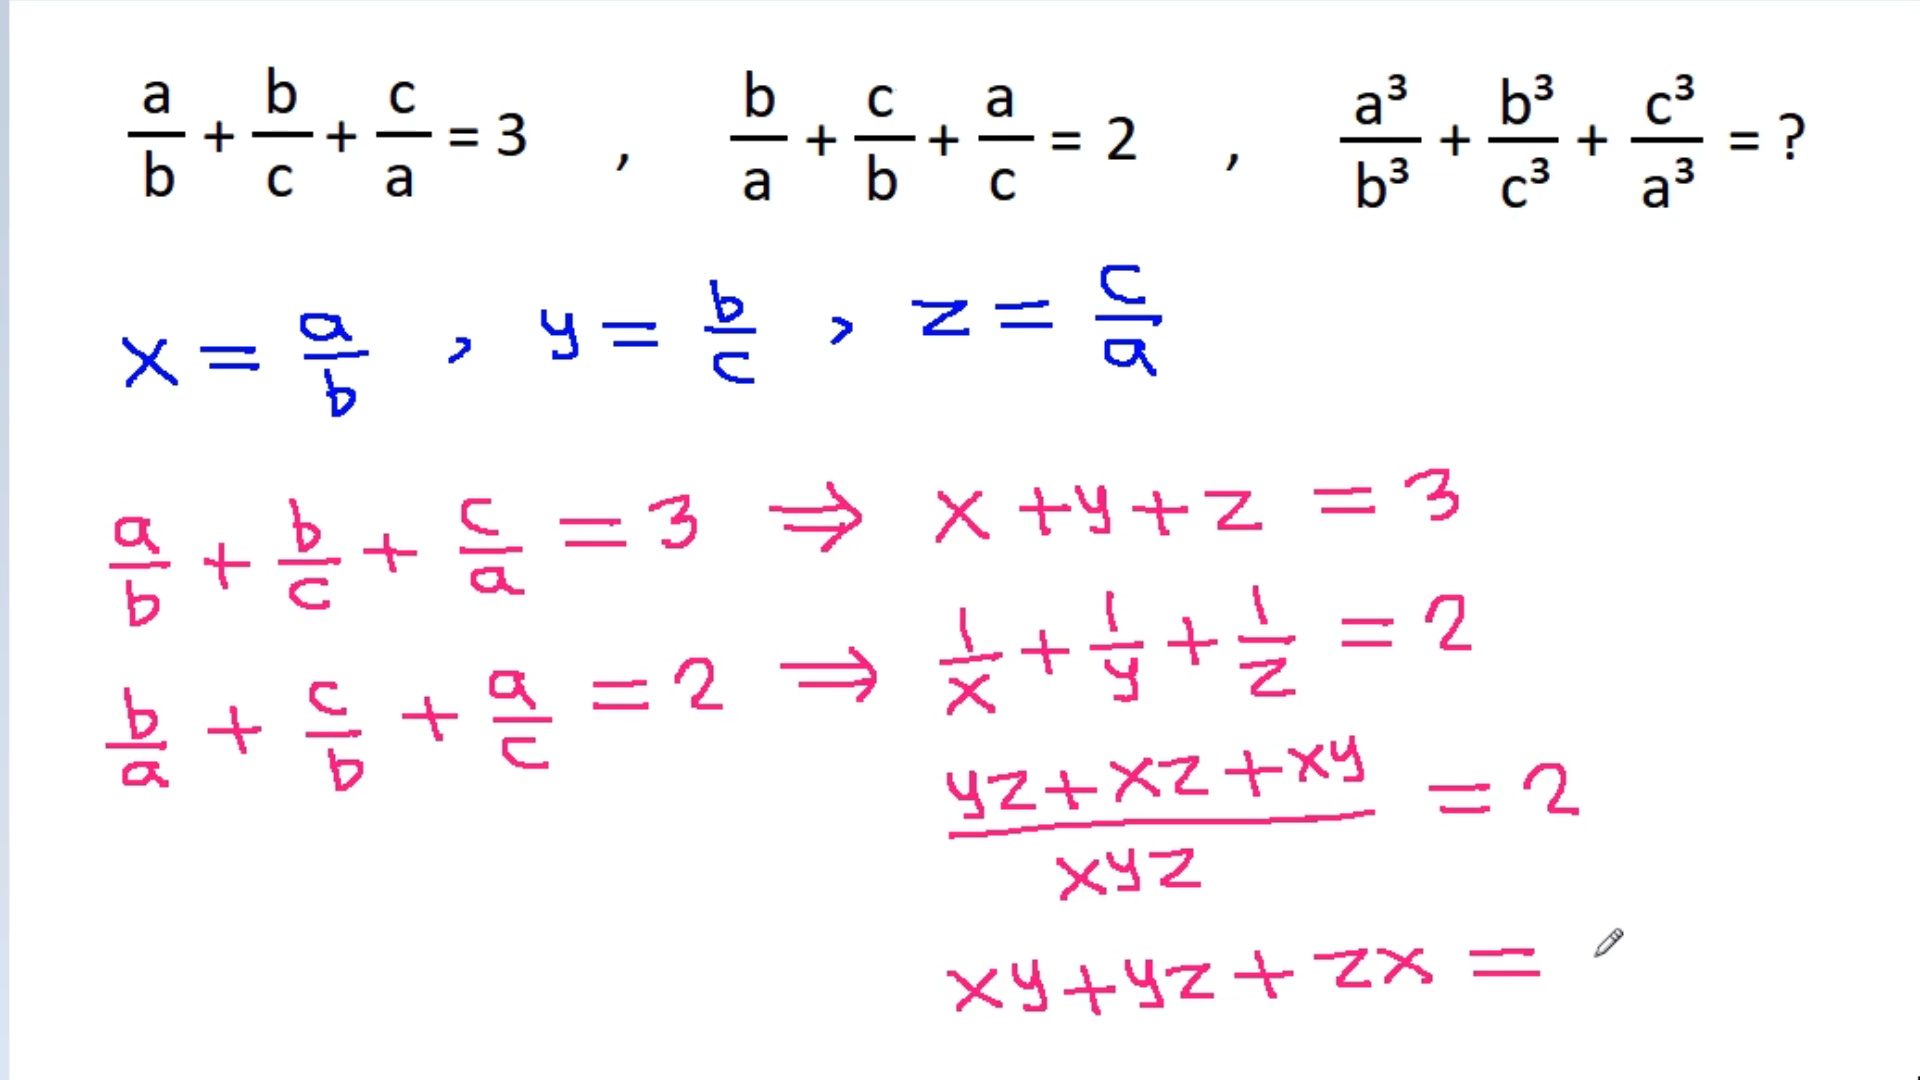 a/b + b/c + c/a = 3 , b/a + c/b + a/c = 2 , a³/b³ + b³/c³ + c³/a³ = ?
x = a/b , y = b/c , z = c/a
a/b + b/c + c/a = 3 ⇒ x + y + z = 3
b/a + c/b + a/c = 2 ⇒ 1/x + 1/y + 1/z = 2
yz + xz + xy / xyz = 2
xy + yz + zx =